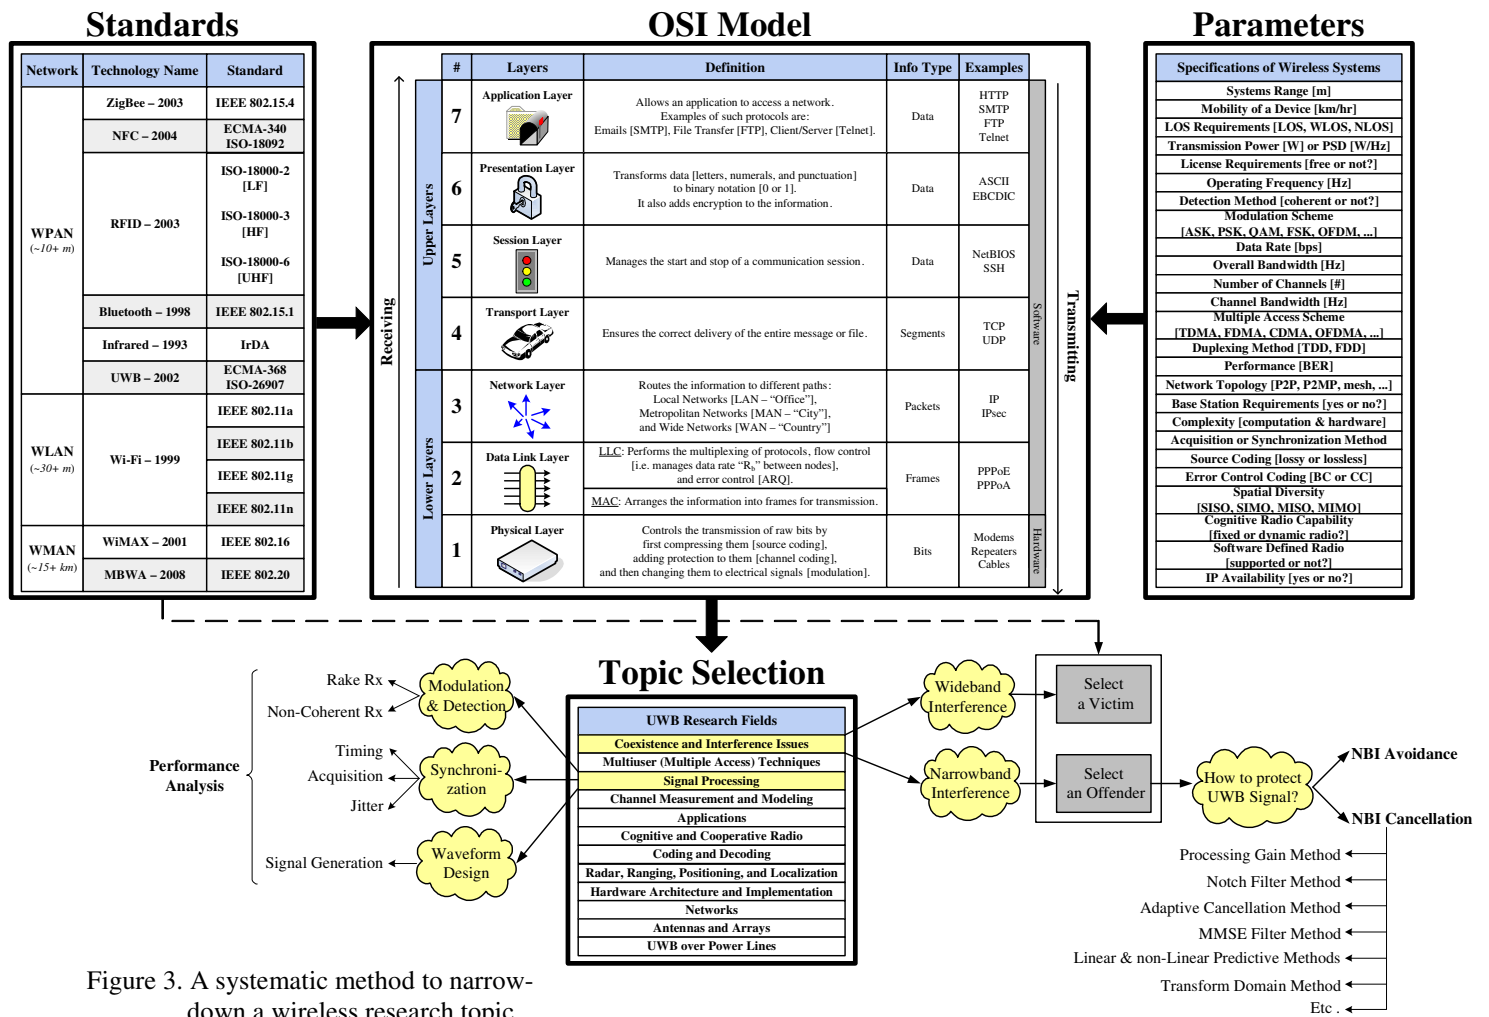 Standards
Network Technology Name Standard
WPAN
(~10+ m)
ZigBee – 2003 IEEE 802.15.4
NFC – 2004 ECMA-340
ISO-18092
RFID – 2003
ISO-18000-2
[LF]
ISO-18000-3
[HF]
ISO-18000-6
[UHF]
Bluetooth – 1998 IEEE 802.15.1
Infrared – 1993 IrDA
UWB – 2002 ECMA-368
ISO-26907
WLAN
(~30+ m)
Wi-Fi – 1999
IEEE 802.11a
IEEE 802.11b
IEEE 802.11g
IEEE 802.11n
WMAN
(~15+ km)
WiMAX – 2001 IEEE 802.16
MBWA – 2008 IEEE 802.20
OSI Model
Receiving
Upper Layers
Lower Layers
# Layers Definition Info Type Examples
7
Application Layer
Allows an application to access a network.
Examples of such protocols are:
Emails [SMTP], File Transfer [FTP], Client/Server [Telnet].
Data
HTTP
SMTP
FTP
Telnet
6
Presentation Layer
Transforms data [letters, numerals, and punctuation]
to binary notation [0 or 1].
It also adds encryption to the information.
Data
ASCII
EBCDIC
5
Session Layer
Manages the start and stop of a communication session.
Data
NetBIOS
SSH
4
Transport Layer
Ensures the correct delivery of the entire message or file.
Segments
TCP
UDP
3
Network Layer
Routes the information to different paths:
Local Networks [LAN – “Office”],
Metropolitan Networks [MAN – “City”],
and Wide Networks [WAN – “Country”]
Packets
IP
IPsec
2
Data Link Layer
LLC: Performs the multiplexing of protocols, flow control
[i.e. manages data rate “Rb” between nodes],
and error control [ARQ].
MAC: Arranges the information into frames for transmission.
Frames
PPPoE
PPPoA
1
Physical Layer
Controls the transmission of raw bits by
first compressing them [source coding],
adding protection to them [channel coding],
and then changing them to electrical signals [modulation].
Bits
Modems
Repeaters
Cables
Software
Hardware
Transmitting
Parameters
Specifications of Wireless Systems
Systems Range [m]
Mobility of a Device [km/hr]
LOS Requirements [LOS, WLOS, NLOS]
Transmission Power [W] or PSD [W/Hz]
License Requirements [free or not?]
Operating Frequency [Hz]
Detection Method [coherent or not?]
Modulation Scheme
[ASK, PSK, QAM, FSK, OFDM, ...]
Data Rate [bps]
Overall Bandwidth [Hz]
Number of Channels [#]
Channel Bandwidth [Hz]
Multiple Access Scheme
[TDMA, FDMA, CDMA, OFDMA, ...]
Duplexing Method [TDD, FDD]
Performance [BER]
Network Topology [P2P, P2MP, mesh, ...]
Base Station Requirements [yes or no?]
Complexity [computation & hardware]
Acquisition or Synchronization Method
Source Coding [lossy or lossless]
Error Control Coding [BC or CC]
Spatial Diversity
[SISO, SIMO, MISO, MIMO]
Cognitive Radio Capability
[fixed or dynamic radio?]
Software Defined Radio
[supported or not?]
IP Availability [yes or no?]
Performance
Analysis
Rake Rx
Non-Coherent Rx
Modulation
& Detection
Timing
Acquisition
Jitter
Synchroni-
zation
Signal Generation
Waveform
Design
Topic Selection
UWB Research Fields
Coexistence and Interference Issues
Multiuser (Multiple Access) Techniques
Signal Processing
Channel Measurement and Modeling
Applications
Cognitive and Cooperative Radio
Coding and Decoding
Radar, Ranging, Positioning, and Localization
Hardware Architecture and Implementation
Networks
Antennas and Arrays
UWB over Power Lines
Wideband
Interference
Select
a Victim
Narrowband
Interference
Select
an Offender
How to protect
UWB Signal?
NBI Avoidance
NBI Cancellation
Processing Gain Method
Notch Filter Method
Adaptive Cancellation Method
MMSE Filter Method
Linear & non-Linear Predictive Methods
Transform Domain Method
Etc .
Figure 3. A systematic method to narrow-
down a wireless research topic